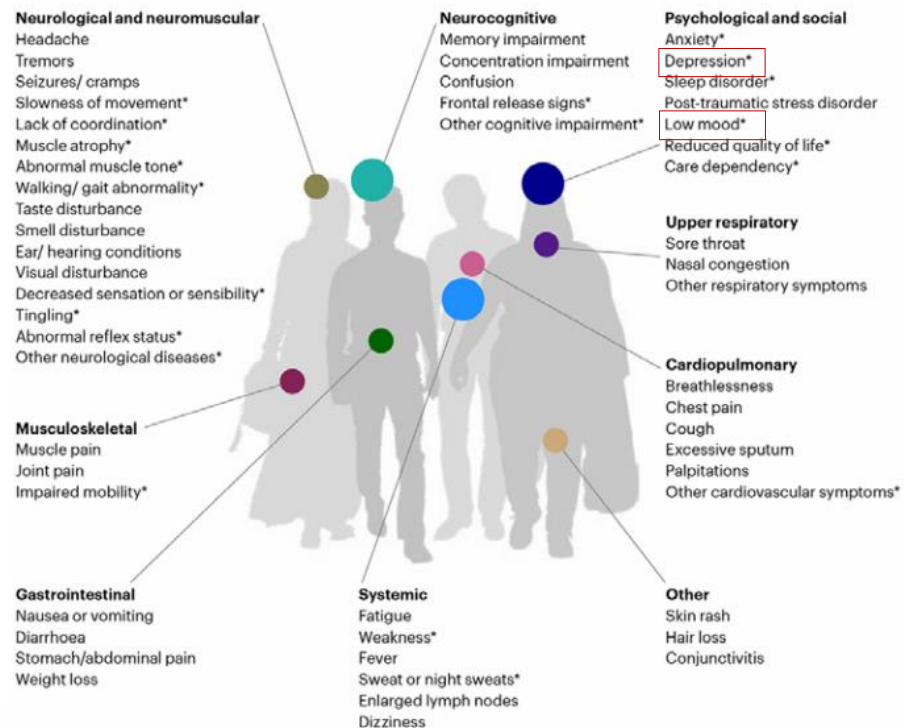 Neurological and neuromuscular
Headache
Tremors
Seizures/ cramps
Slowness of movement*
Lack of coordination*
Muscle atrophy*
Abnormal muscle tone*
Walking/ gait abnormality*
Taste disturbance
Smell disturbance
Ear/ hearing conditions
Visual disturbance
Decreased sensation or sensibility*
Tingling*
Abnormal reflex status*
Other neurological diseases*
Neurocognitive
Memory impairment
Concentration impairment
Confusion
Frontal release signs*
Other cognitive impairment*
Psychological and social
Anxiety*
Depression*
Sleep disorder*
Post-traumatic stress disorder
Low mood*
Reduced quality of life*
Care dependency*
Upper respiratory
Sore throat
Nasal congestion
Other respiratory symptoms
Cardiopulmonary
Breathlessness
Chest pain
Cough
Excessive sputum
Palpitations
Other cardiovascular symptoms*
Musculoskeletal
Muscle pain
Joint pain
Impaired mobility*
Gastrointestinal
Nausea or vomiting
Diarrhoea
Stomach/abdominal pain
Weight loss
Systemic
Fatigue
Weakness*
Fever
Sweat or night sweats*
Enlarged lymph nodes
Dizziness
Other
Skin rash
Hair loss
Conjunctivitis